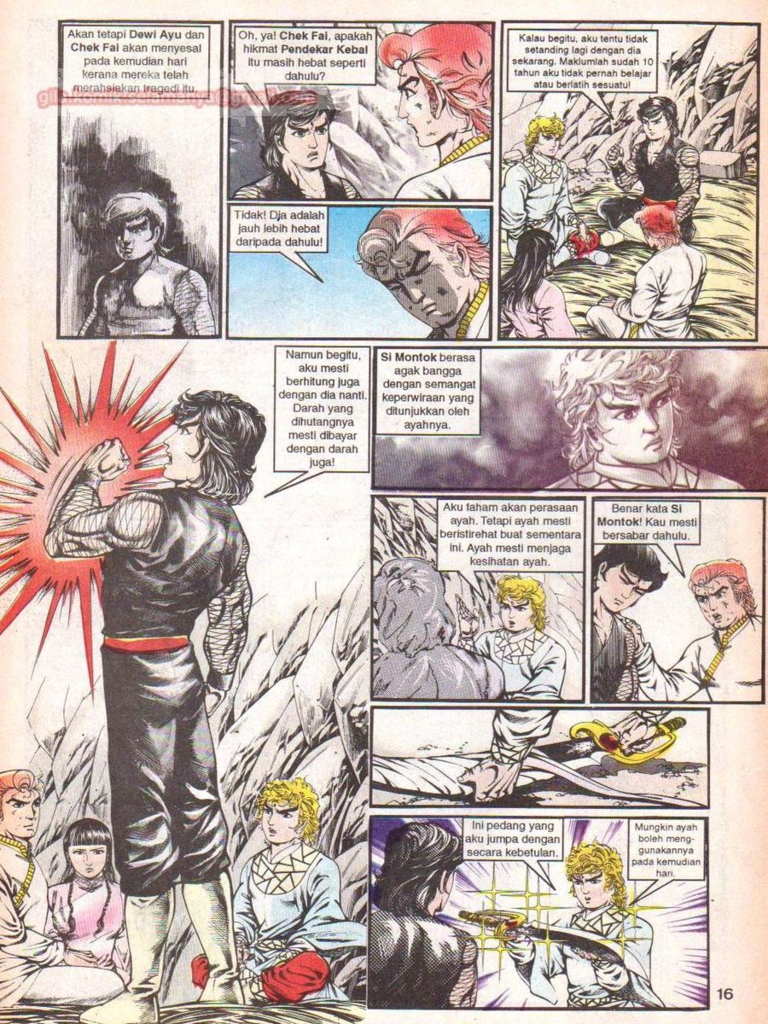 Akan tetapi Dewi Ayu dan
Chek Fai akan menyesal
pada kemudian hari
kerana mereka telah
merahsiakan tragedi itu.
Oh, ya! Chek Fai, apakah
hikmat Pendekar Kebal
itu masih hebat seperti
dahulu?
Tidak! Dia adalah
jauh lebih hebat
daripada dahulu!
Kalau begitu, aku tentu tidak
setanding lagi dengan dia
sekarang. Maklumlah sudah 10
tahun aku tidak pernah belajar
atau berlatih sesuatu!
Namun begitu,
aku mesti
berhitung juga
dengan dia nanti.
Darah yang
dihutangnya
mesti dibayar
dengan darah
juga!
Si Montok berasa
agak bangga
dengan semangat
keperwiraan yang
ditunjukkan oleh
ayahnya.
Aku faham akan perasaan
ayah. Tetapi ayah mesti
beristirehat buat sementara
ini. Ayah mesti menjaga
kesihatan ayah.
Benar kata Si
Montok! Kau mesti
bersabar dahulu.
Ini pedang yang
aku jumpa dengan
secara kebetulan.
Mungkin ayah
boleh meng-
gunakannya
pada kemudian
hari.
16